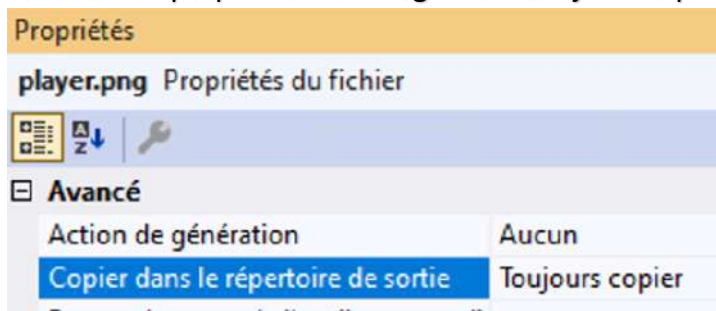 Propriétés
player.png Propriétés du fichier
Avancé
Action de génération Aucun
Copier dans le répertoire de sortie Toujours copier